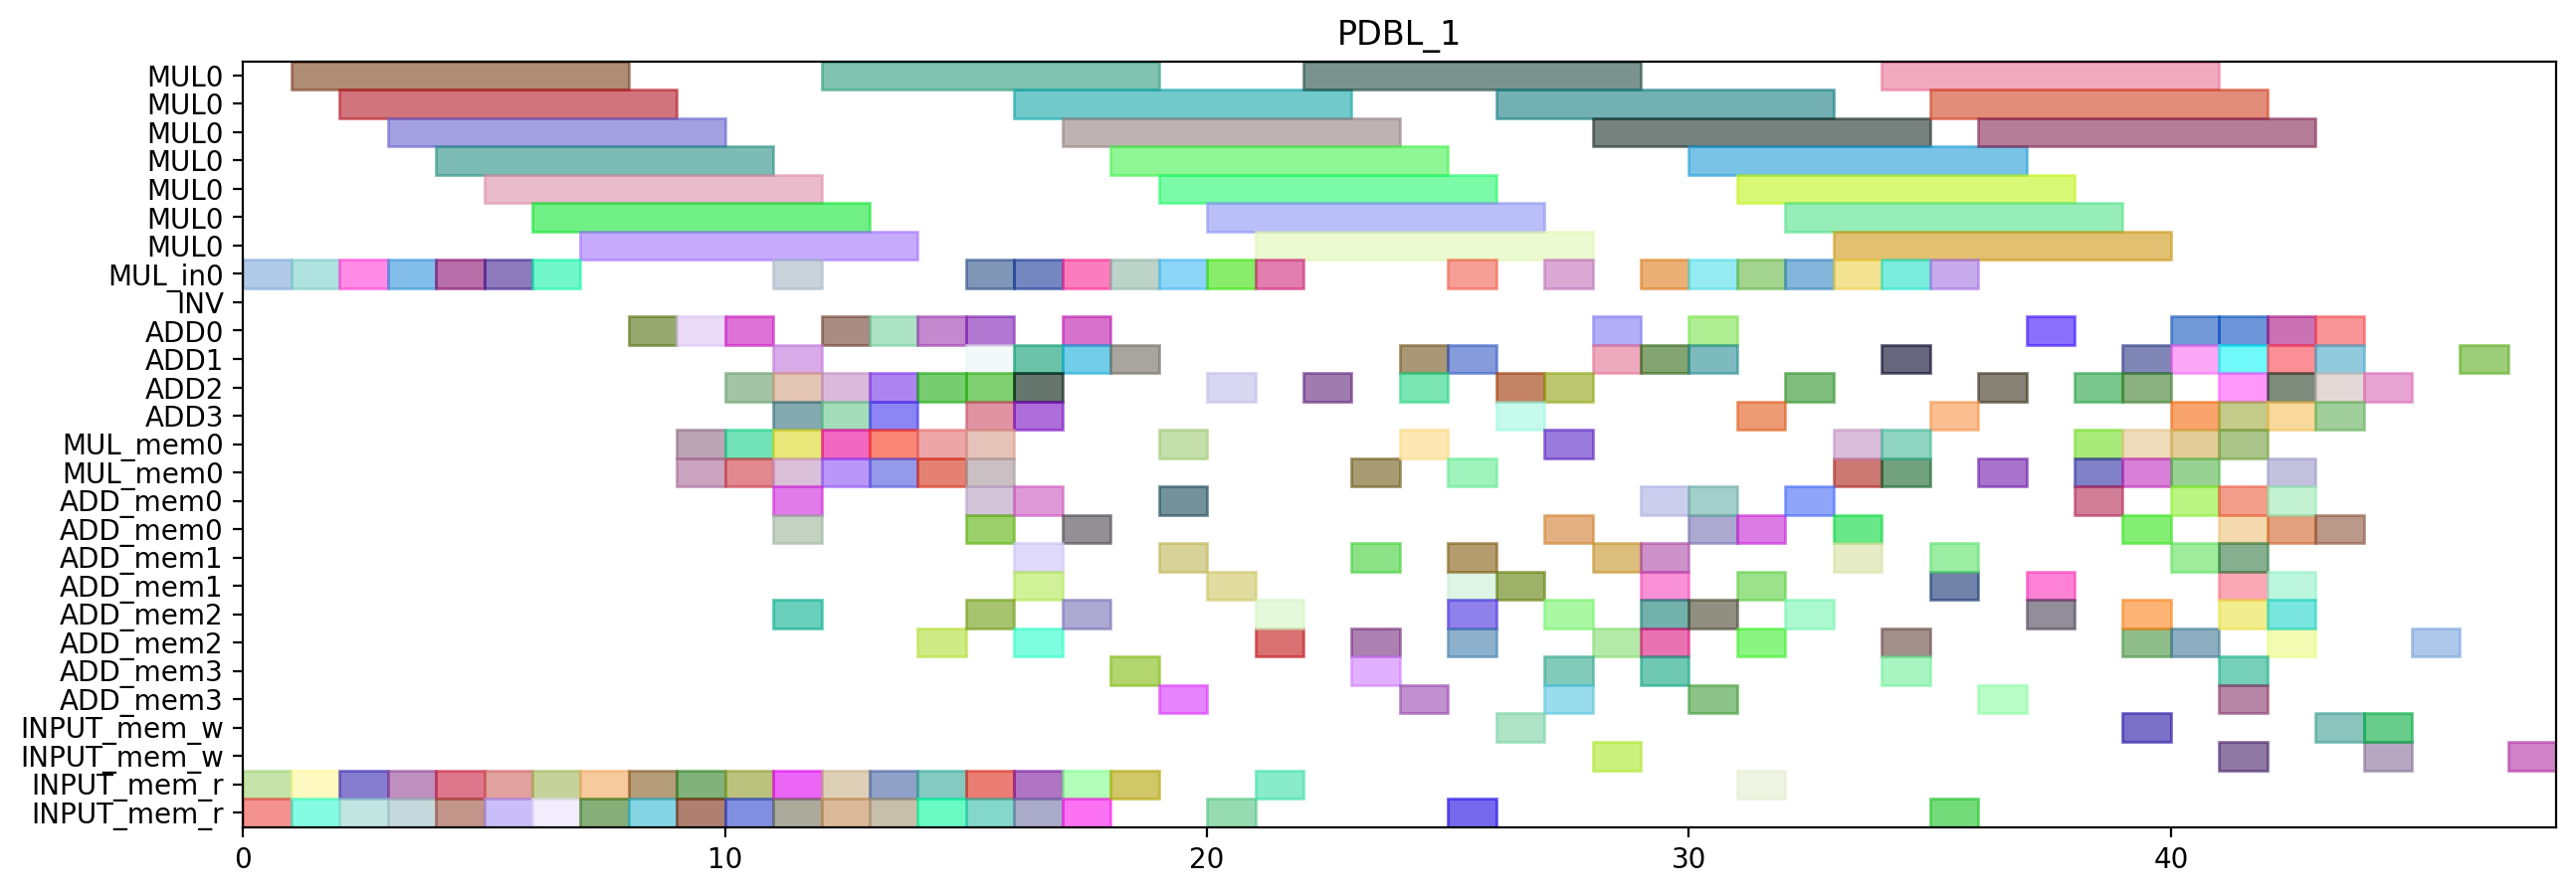 PDBL_1
MUL0
MUL0
MUL0
MUL0
MUL0
MUL0
MUL0
MUL_in0
INV
ADD0
ADD1
ADD2
ADD3
MUL_mem0
MUL_mem0
ADD_mem0
ADD_mem0
ADD_mem1
ADD_mem1
ADD_mem2
ADD_mem2
ADD_mem3
ADD_mem3
INPUT_mem_w
INPUT_mem_w
INPUT_mem_r
INPUT_mem_r
0 10 20 30 40